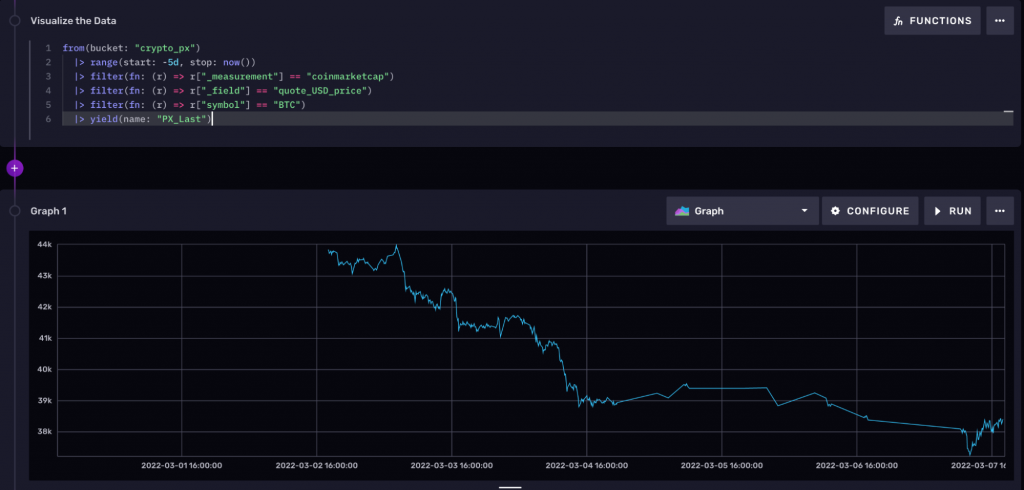 Visualize the Data
fn FUNCTIONS
1 from(bucket: "crypto_px")
2 |> range(start: -5d, stop: now())
3 |> filter(fn: (r) => r["_measurement"] == "coinmarketcap")
4 |> filter(fn: (r) => r["_field"] == "quote_USD_price")
5 |> filter(fn: (r) => r["symbol"] == "BTC")
6 |> yield(name: "PX_Last")
Graph 1
Graph
CONFIGURE
RUN
44k
43k
42k
41k
40k
39k
38k
2022-03-01 16:00:00
2022-03-02 16:00:00
2022-03-03 16:00:00
2022-03-04 16:00:00
2022-03-05 16:00:00
2022-03-06 16:00:00
2022-03-07 16